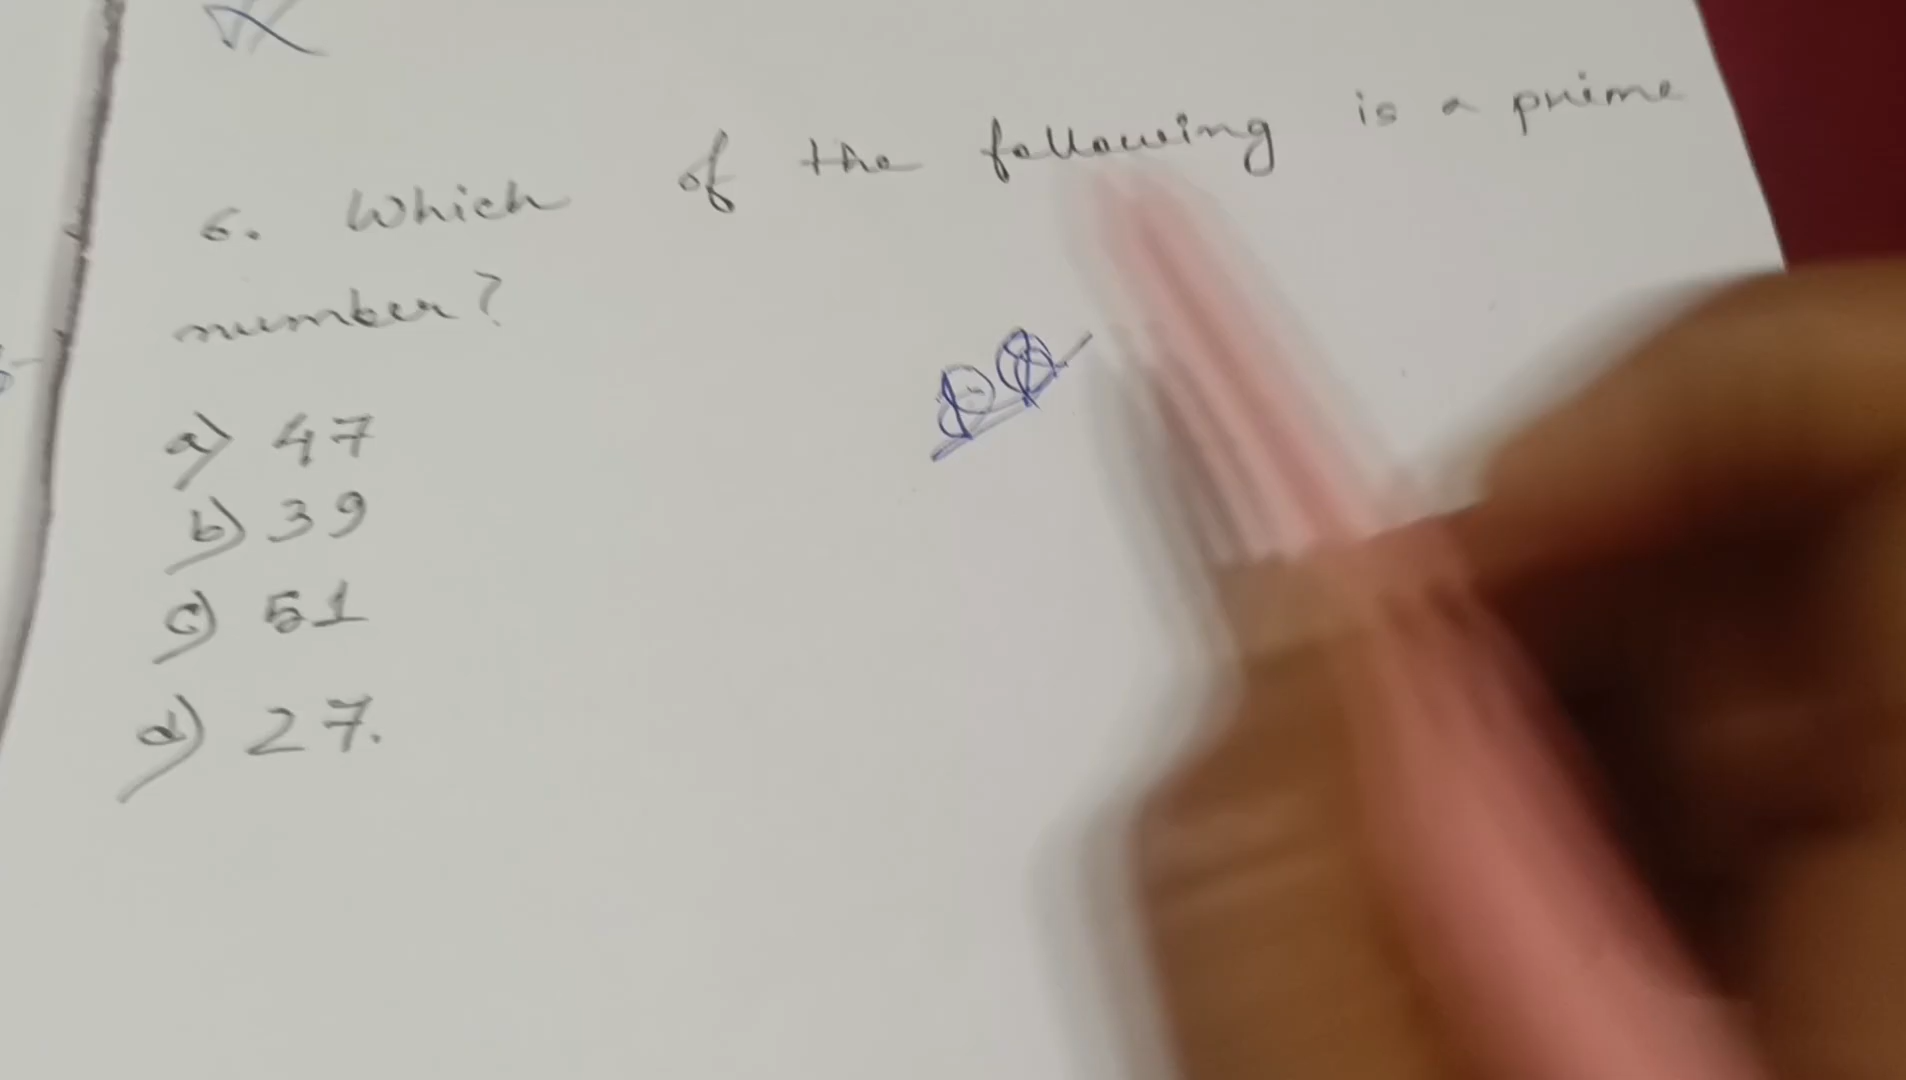 6. Which of the following is a prime
number?
a) 47
b) 39
c) 51
d) 27.